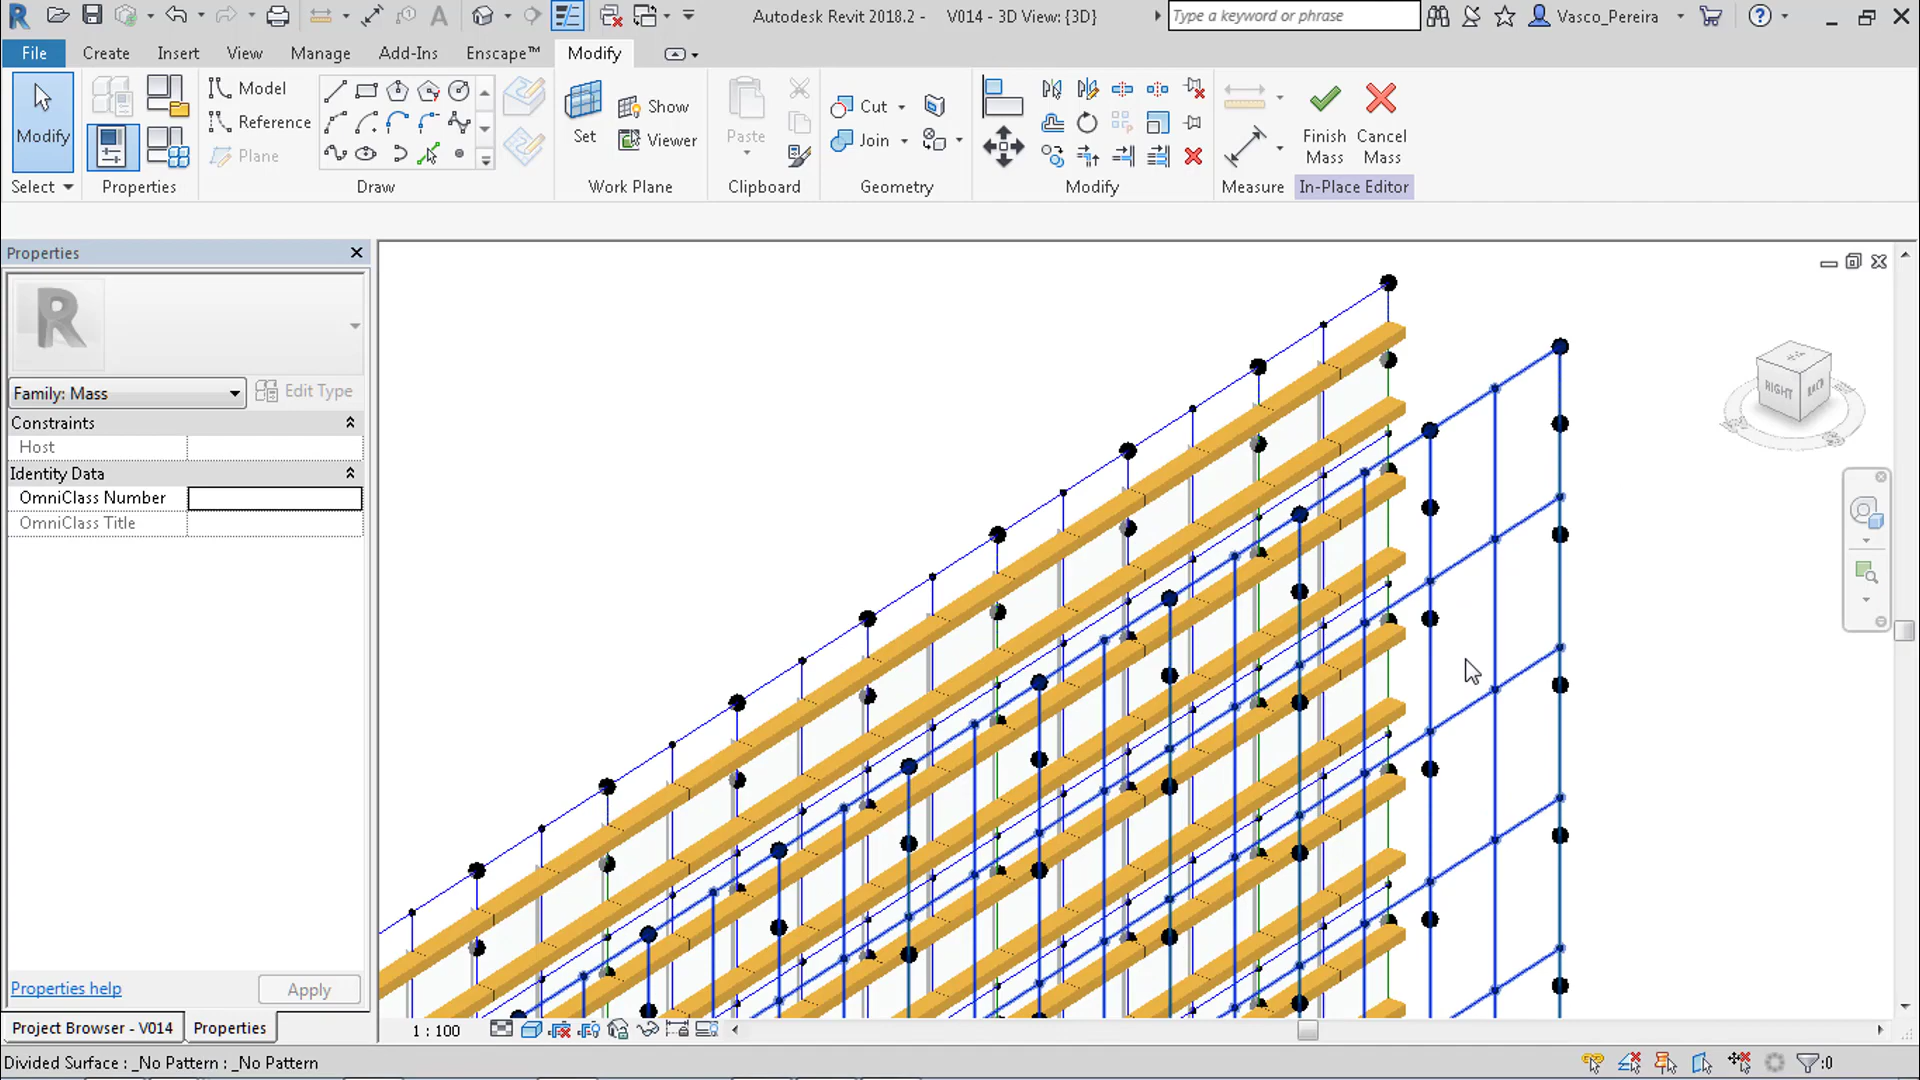 Autodesk Revit 2018.2 - V014 - 3D View: {3D}
Type a keyword or phrase
Vasco_Pereira
File Create Insert View Manage Add-Ins Enscape™ Modify
Modify
Select
Properties
Model
Reference
Plane
Draw
Set
Show
Viewer
Work Plane
Paste
Clipboard
Cut
Join
Geometry
Modify
Measure
Finish Mass
Cancel Mass
In-Place Editor
Properties
R
Family: Mass
Edit Type
Constraints
Host
Identity Data
OmniClass Number
OmniClass Title
Properties help
Apply
Project Browser - V014
Properties
RIGHT
BACK
1 : 100
Divided Surface : _No Pattern : _No Pattern
:0